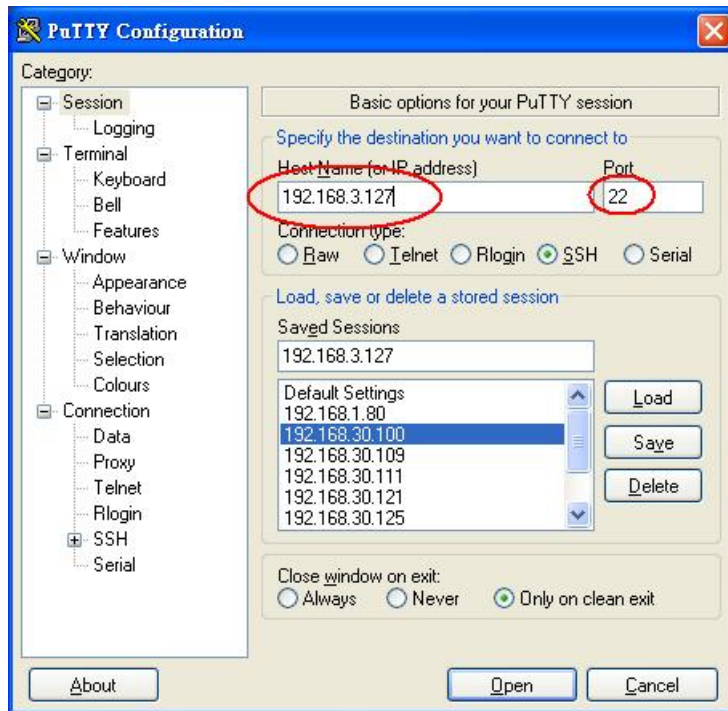 PuTTY Configuration
Category:
Session
Logging
Terminal
Keyboard
Bell
Features
Window
Appearance
Behaviour
Translation
Selection
Colours
Connection
Data
Proxy
Telnet
Rlogin
SSH
Serial
Basic options for your PuTTY session
Specify the destination you want to connect to
Host Name (or IP address) Port
192.168.3.127 22
Connection type:
Raw Telnet Rlogin SSH Serial
Load, save or delete a stored session
Saved Sessions
192.168.3.127
Default Settings
192.168.1.80
192.168.30.100
192.168.30.109
192.168.30.111
192.168.30.121
192.168.30.125
Load
Save
Delete
Close window on exit:
Always Never Only on clean exit
About Open Cancel